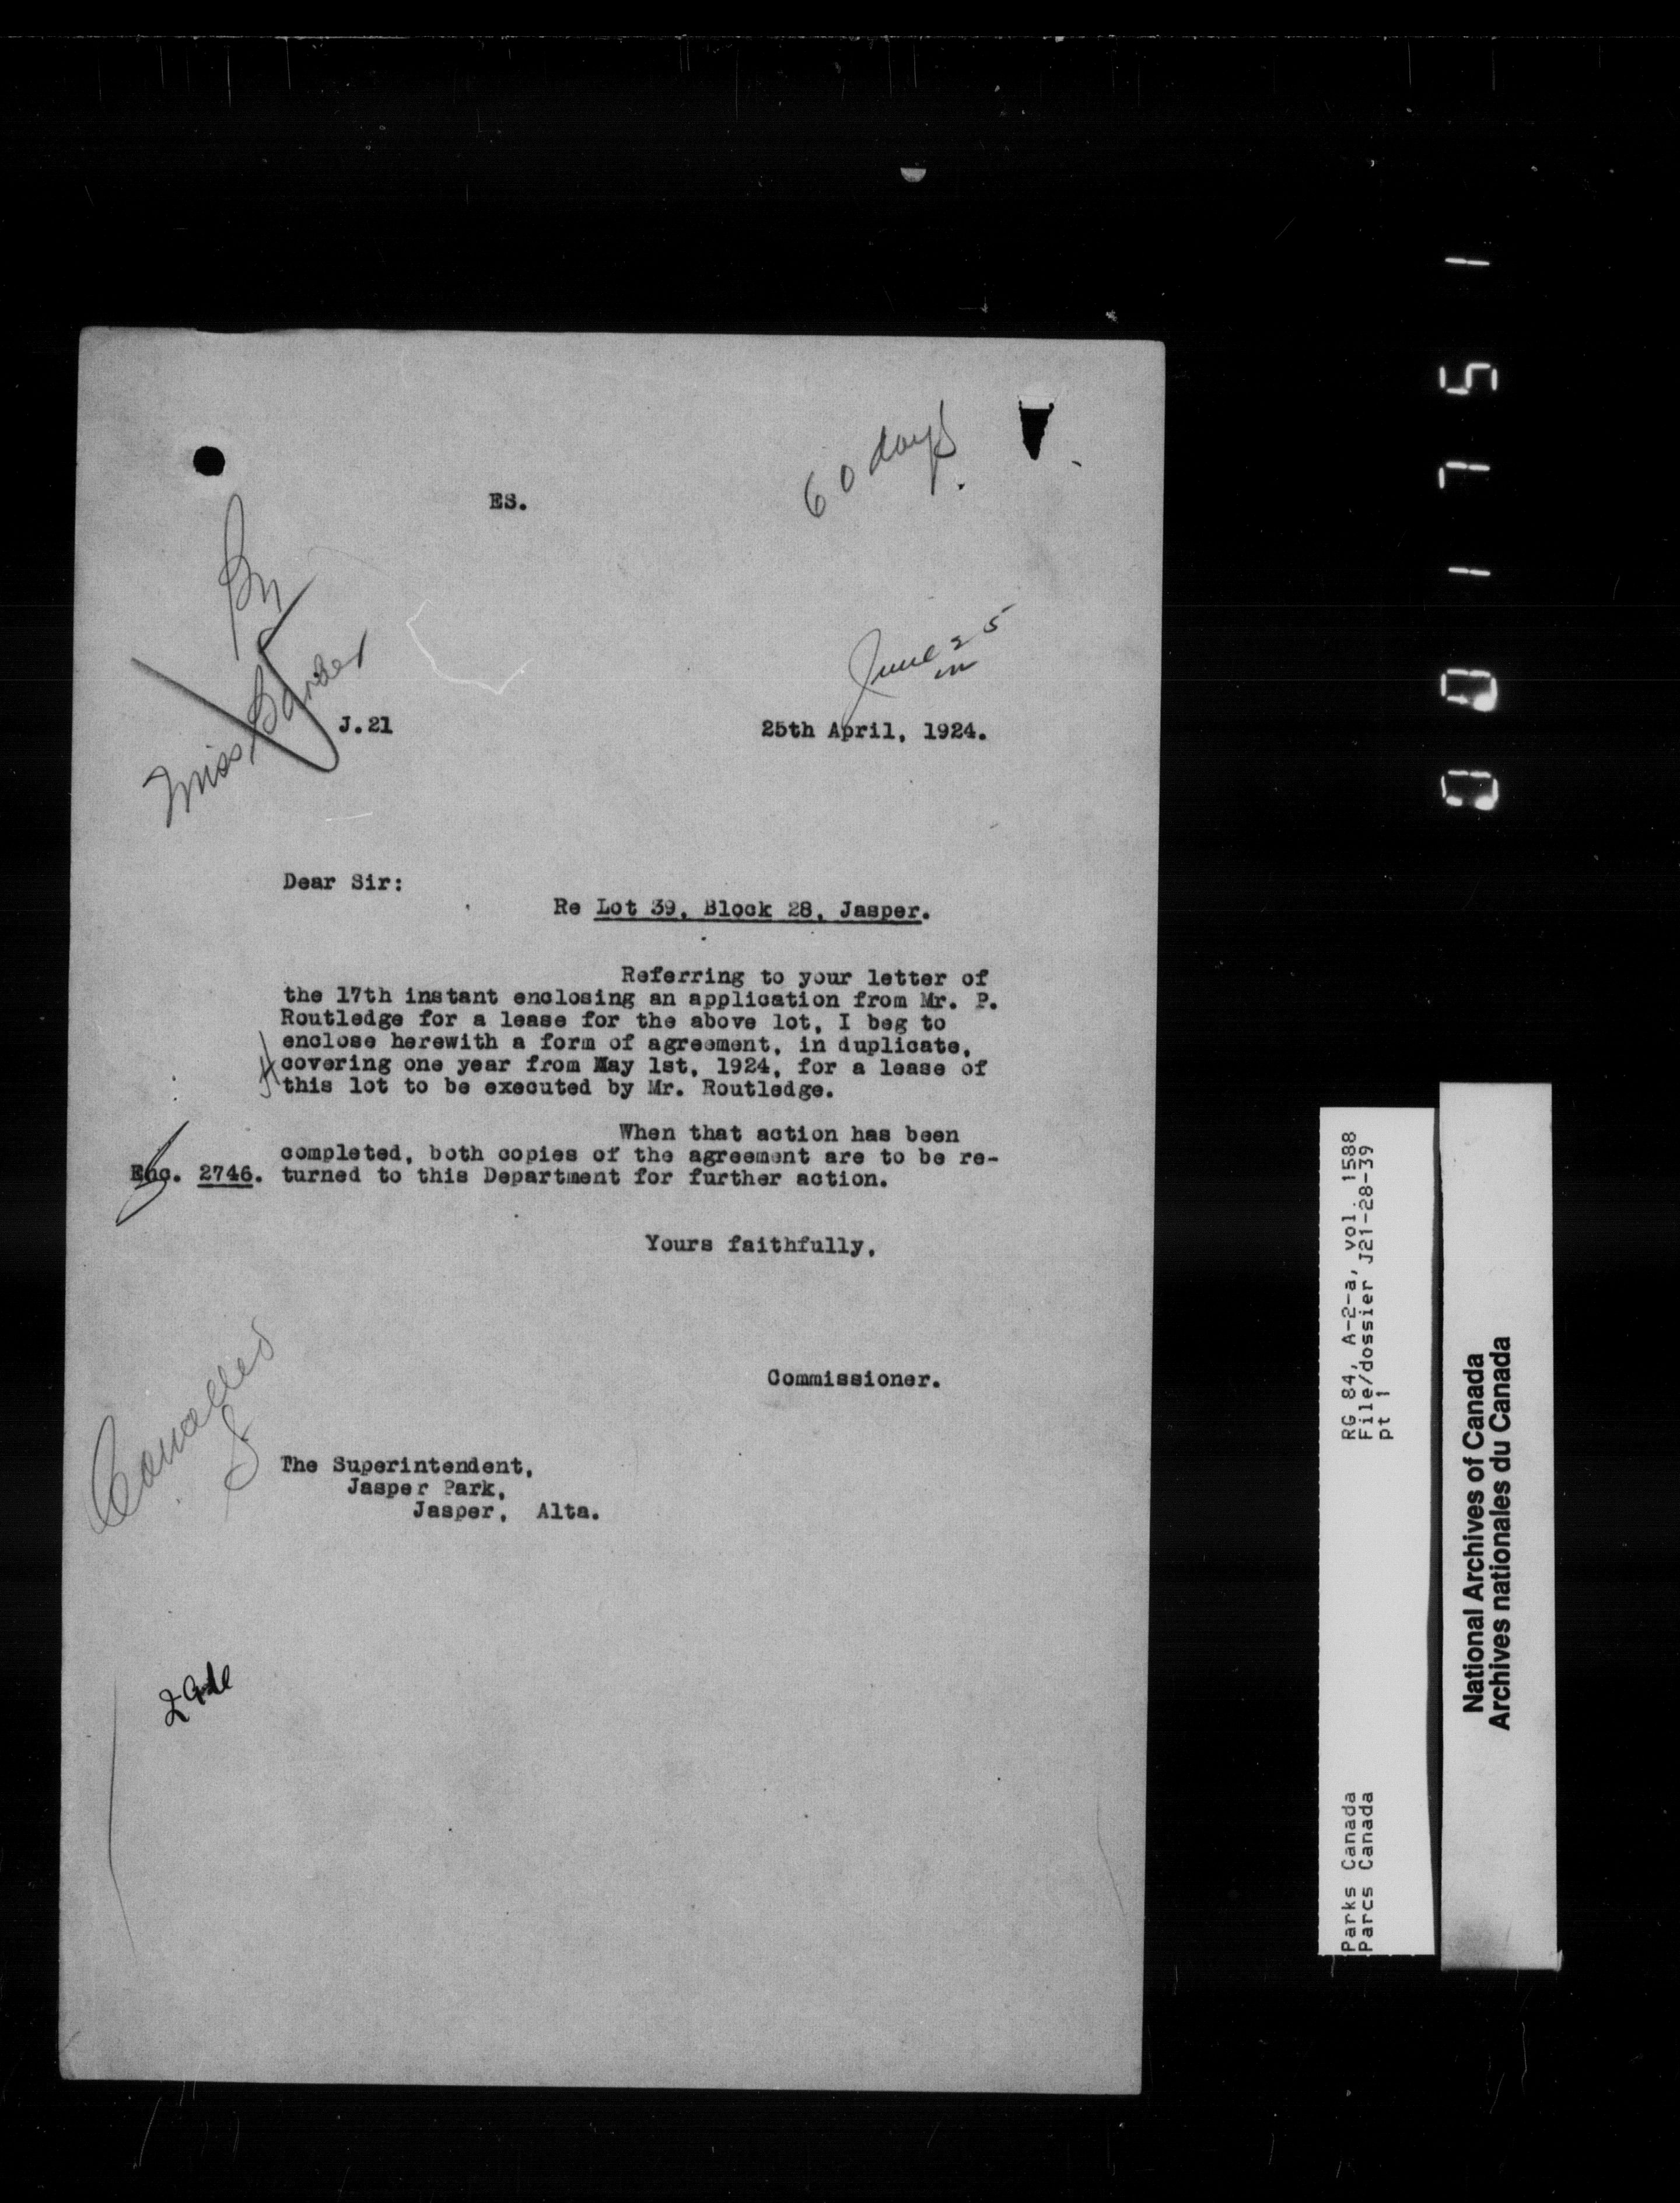 60 days.
ES.
June 25
Miss Barber
J.21
25th April, 1924.
Dear Sir:
Re Lot 39, Block 28, Jasper.
Referring to your letter of
the 17th instant enclosing an application from Mr. P.
Routledge for a lease for the above lot, I beg to
enclose herewith a form of agreement, in duplicate,
covering one year from May 1st, 1924, for a lease of
this lot to be executed by Mr. Routledge.
When that action has been
completed, both copies of the agreement are to be re-
Enc. 2746. turned to this Department for further action.
Yours faithfully,
Commissioner.
Cancelled
The Superintendent,
Jasper Park,
Jasper, Alta.
001751
RG 84, A-2-a, vol. 1588
File/dossier J21-28-39
pt 1
Parks Canada
Parcs Canada
National Archives of Canada
Archives nationales du Canada